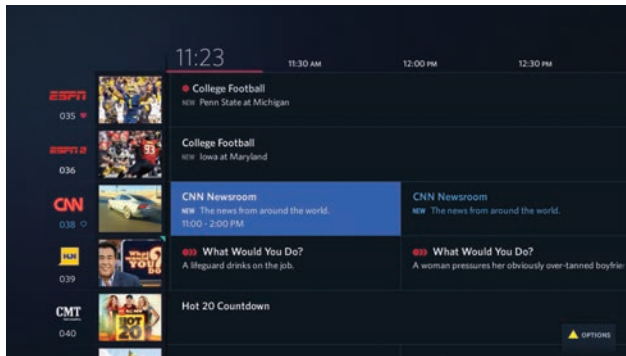 11:23
11:30 AM
12:00 PM
12:30 PM
ESPN
035
College Football
NEW Penn State at Michigan
ESPN 2
036
College Football
NEW Iowa at Maryland
CNN
038
CNN Newsroom
NEW The news from around the world.
11:00 - 2:00 PM
CNN Newsroom
NEW The news from around the world.
HLN
039
What Would You Do?
A lifeguard drinks on the job.
What Would You Do?
A woman pressures her obviously over-tanned boyfrie
CMT
040
HOT
20
Hot 20 Countdown
OPTIONS